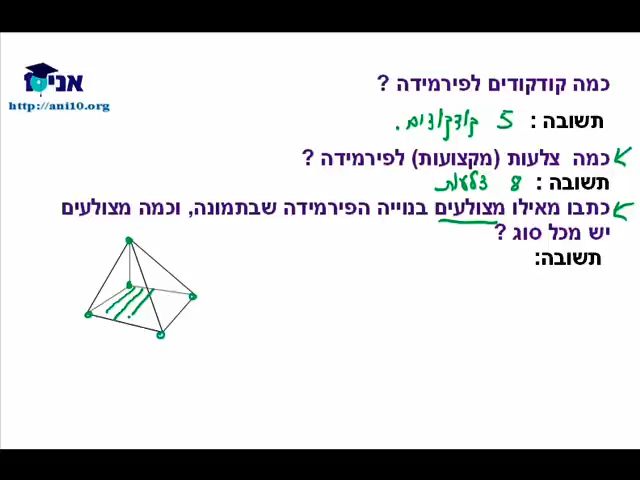 אני10
http://ani10.org
כמה קודקודים לפירמידה ?
תשובה : 5 קודקודים.
כמה צלעות (מקצועות) לפירמידה ?
תשובה : 8 צלעות
כתבו מאילו מצולעים בנוייה הפירמידה שבתמונה, וכמה מצולעים
יש מכל סוג ?
תשובה: